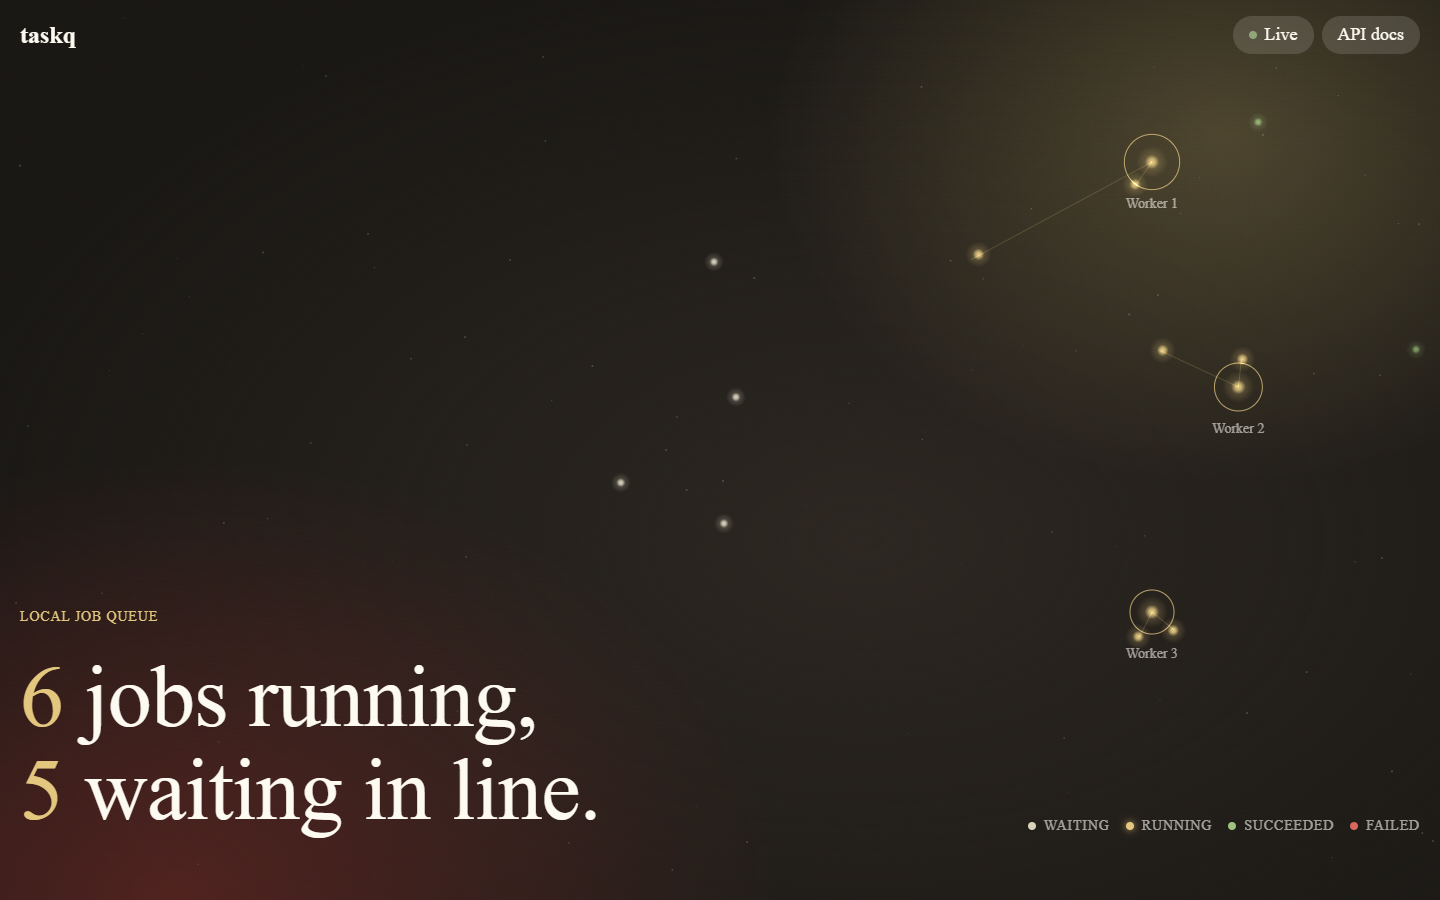 taskq
Live
API docs
Worker 1
Worker 2
LOCAL JOB QUEUE
Worker 3
6 jobs running,
5 waiting in line.
WAITING
RUNNING
SUCCEEDED
FAILED